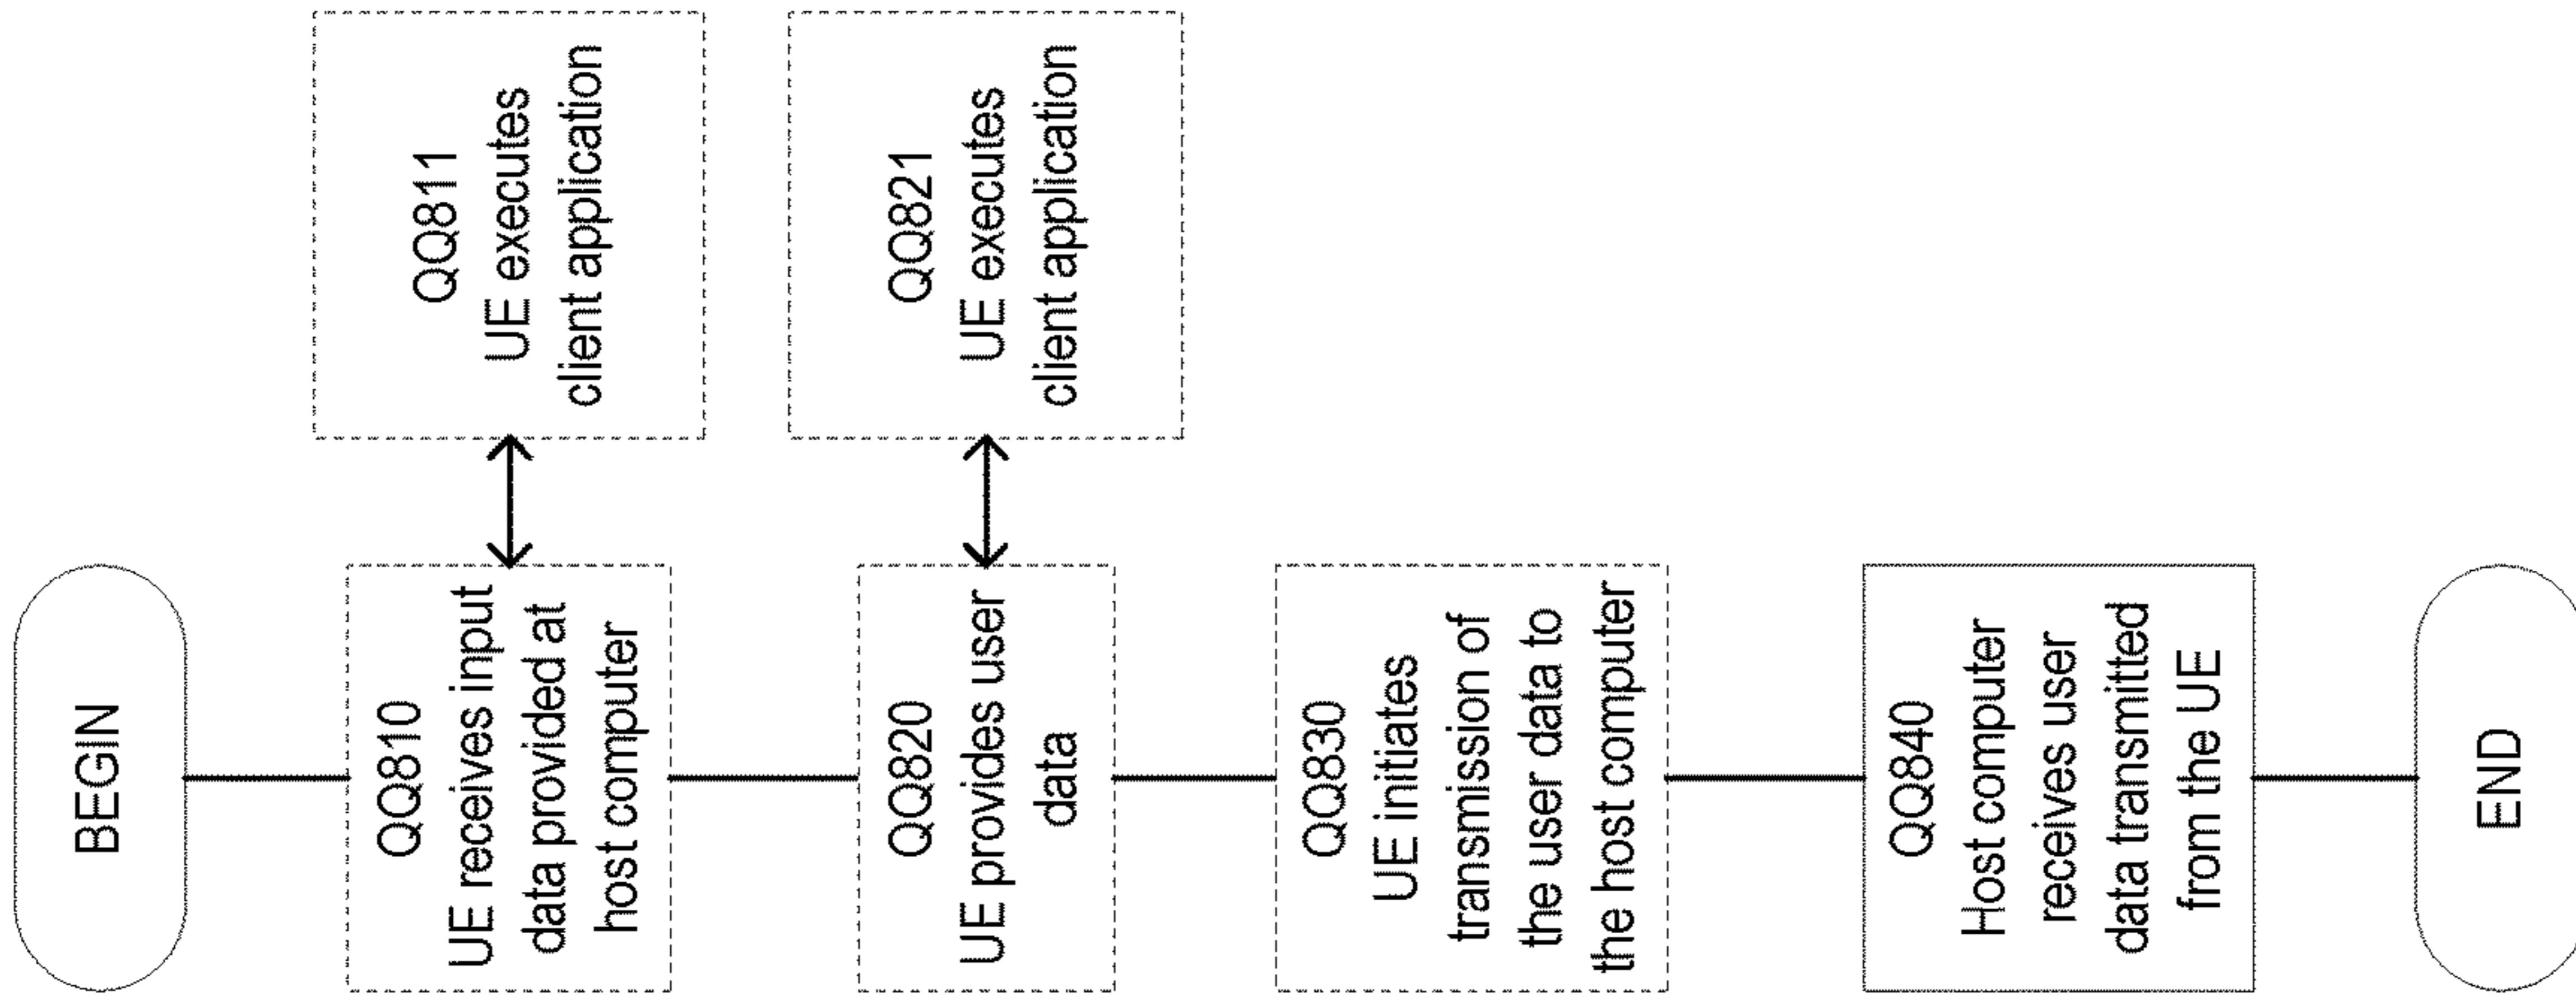 BEGIN
QQ810
UE receives input
data provided at
host computer
QQ811
UE executes
client application
QQ820
UE provides user
data
QQ821
UE executes
client application
QQ830
UE initiates
transmission of
the user data to
the host computer
QQ840
Host computer
receives user
data transmitted
from the UE
END